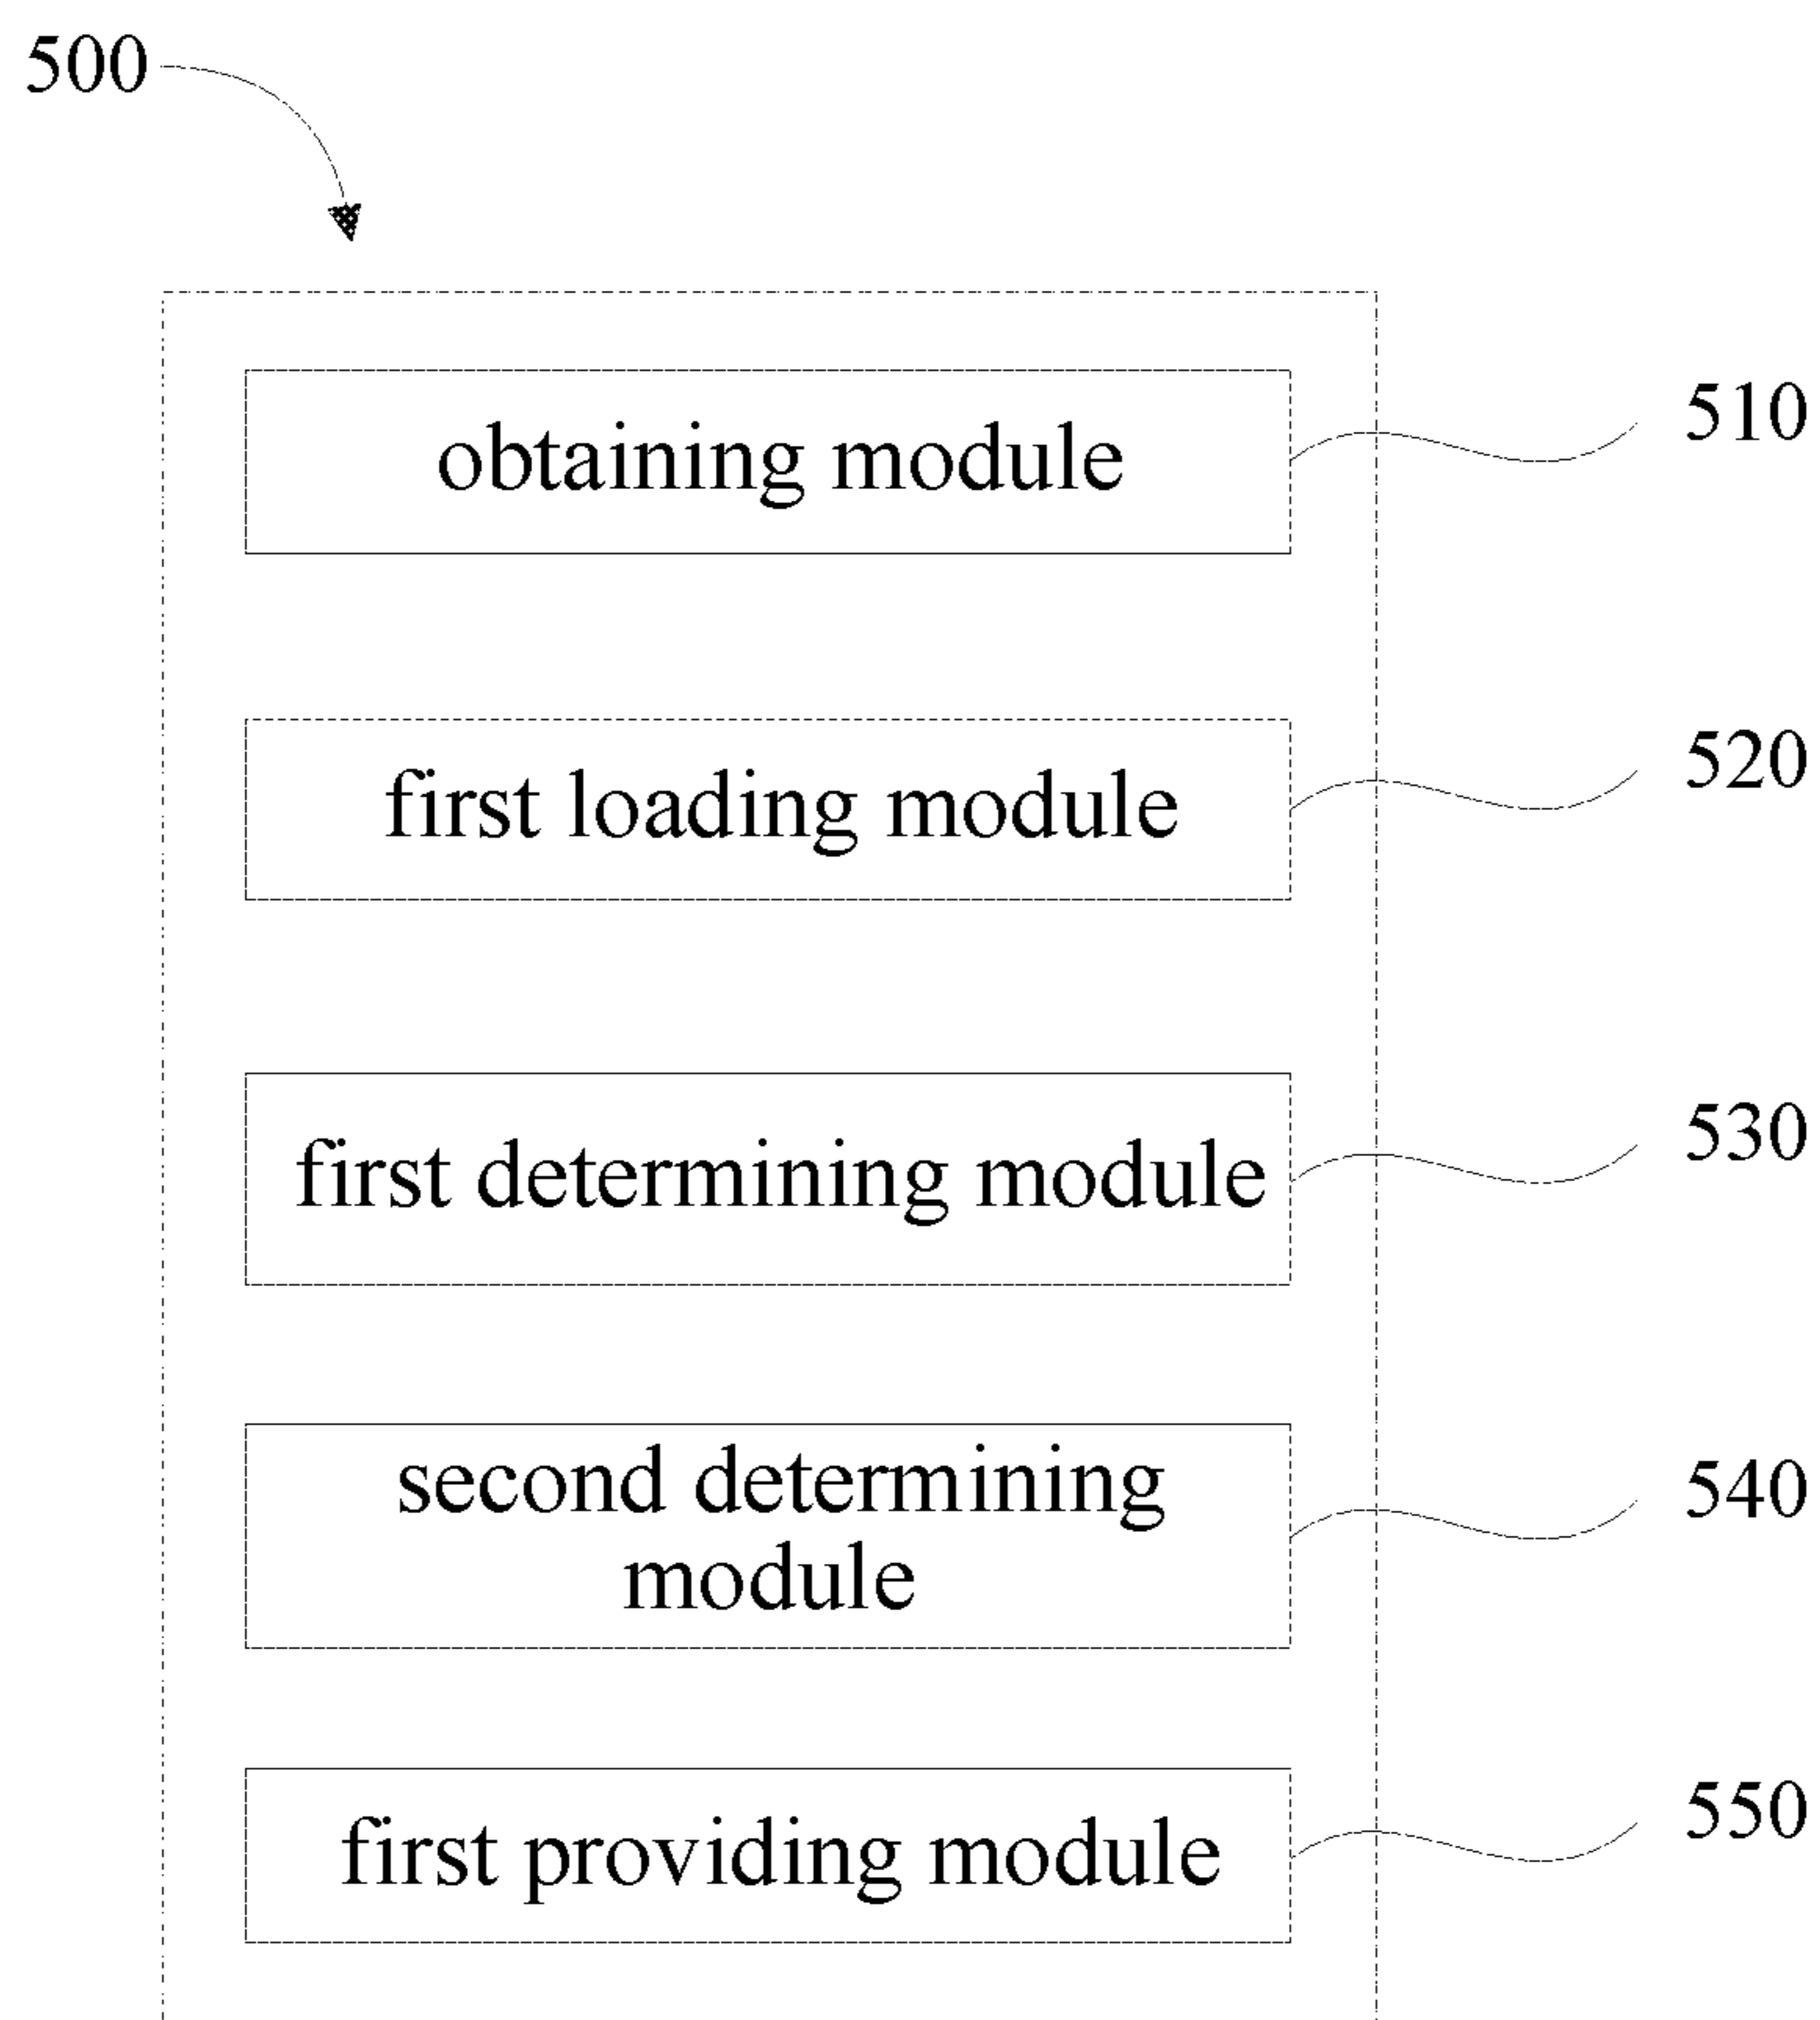 500
obtaining module
510
first loading module
520
first determining module
530
second determining
module
540
first providing module
550